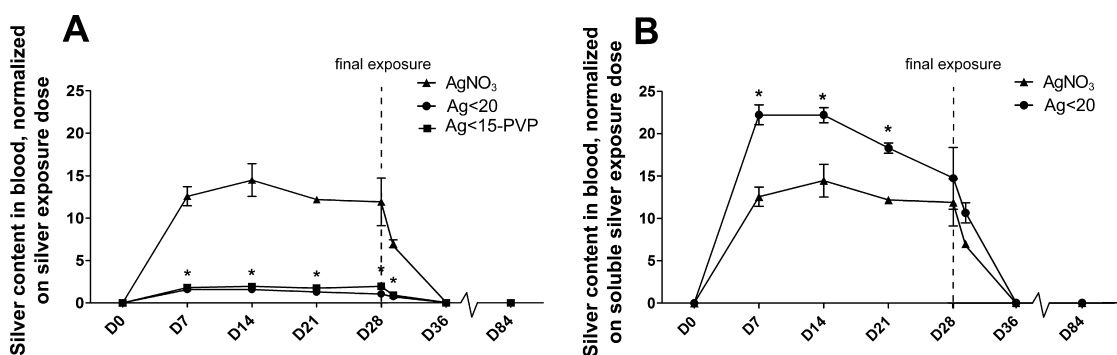 A
Silver content in blood, normalized
on silver exposure dose
final exposure
AgNO₃
Ag<20
Ag<15-PVP
25
20
15
10
5
0
* * * * *
D0 D7 D14 D21 D28 D36 D84
B
Silver content in blood, normalized
on soluble silver exposure dose
final exposure
AgNO₃
Ag<20
25
20
15
10
5
0
* * *
D0 D7 D14 D21 D28 D36 D84